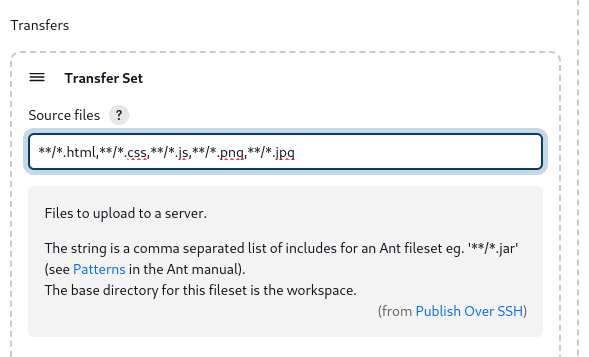 Transfers
Transfer Set
Source files ?
**/*.html,**/*.css,**/*.js,**/*.png,**/*.jpg
Files to upload to a server.
The string is a comma separated list of includes for an Ant fileset eg. '**/*.jar'
(see Patterns in the Ant manual).
The base directory for this fileset is the workspace.
(from Publish Over SSH)